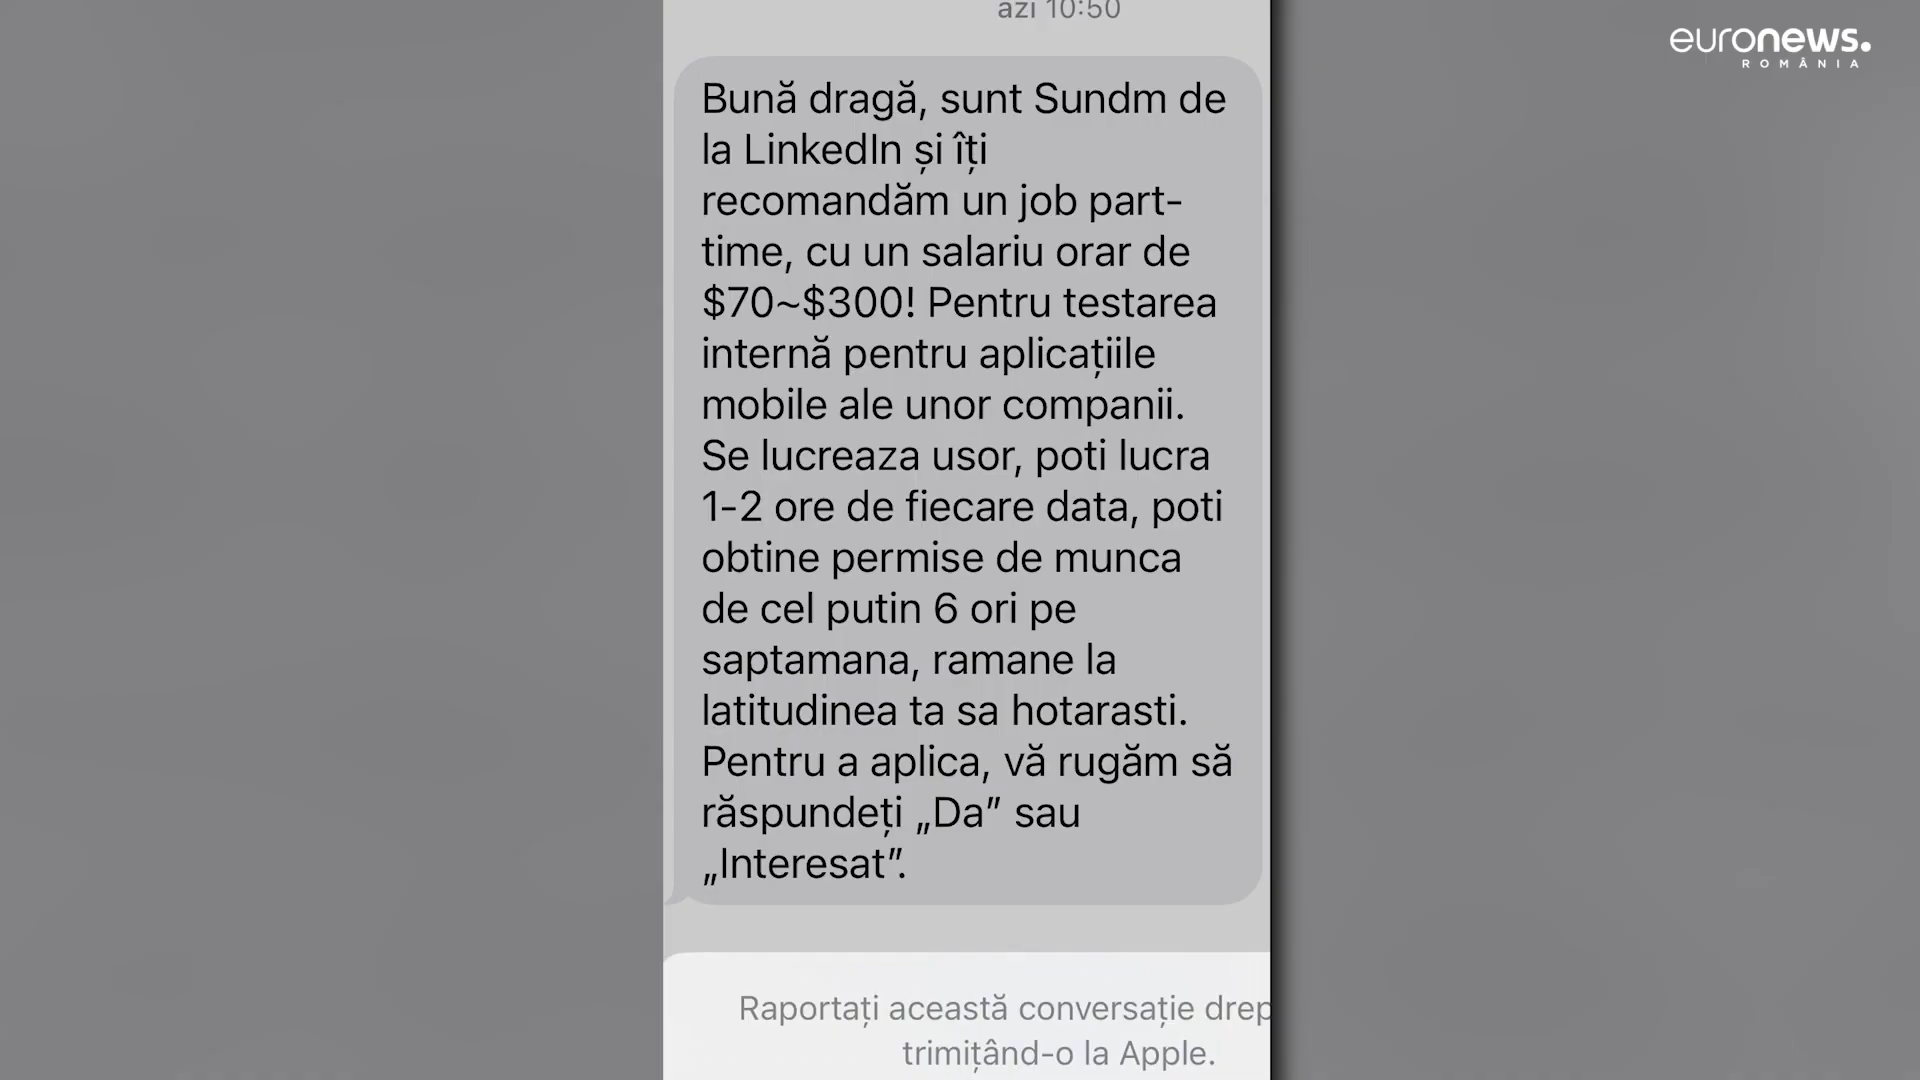 azi 10:50
euronews.
ROMÂNIA
Bună dragă, sunt Sundm de
la LinkedIn și îți
recomandăm un job part-
time, cu un salariu orar de
$70~$300! Pentru testarea
internă pentru aplicațiile
mobile ale unor companii.
Se lucreaza usor, poti lucra
1-2 ore de fiecare data, poti
obtine permise de munca
de cel putin 6 ori pe
saptamana, ramane la
latitudinea ta sa hotarasti.
Pentru a aplica, vă rugăm să
răspundeți „Da” sau
„Interesat”.
Raportați această conversație drep
trimițând-o la Apple.